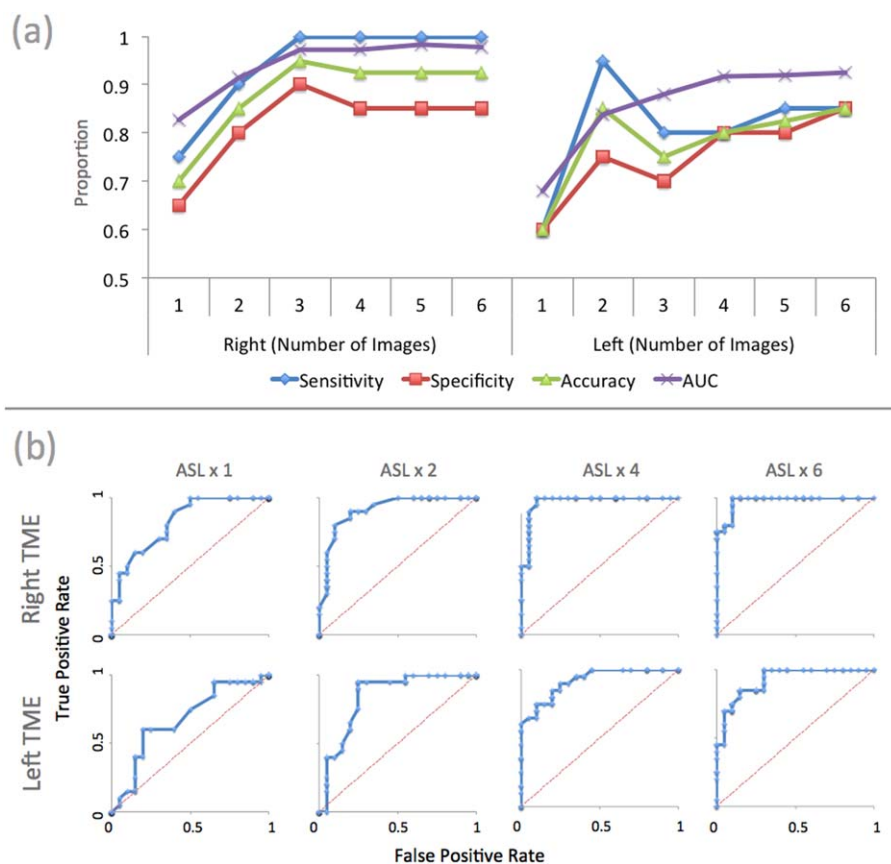 (a)
Proportion
1
0.9
0.8
0.7
0.6
0.5
1 2 3 4 5 6 1 2 3 4 5 6
Right (Number of Images) Left (Number of Images)
Sensitivity Specificity Accuracy AUC
(b)
ASL x 1 ASL x 2 ASL x 4 ASL x 6
Right TME
1
0.5
0
True Positive Rate
Left TME
1
0.5
0
0 0.5 1 0 0.5 1 0 0.5 1 0 0.5 1
False Positive Rate